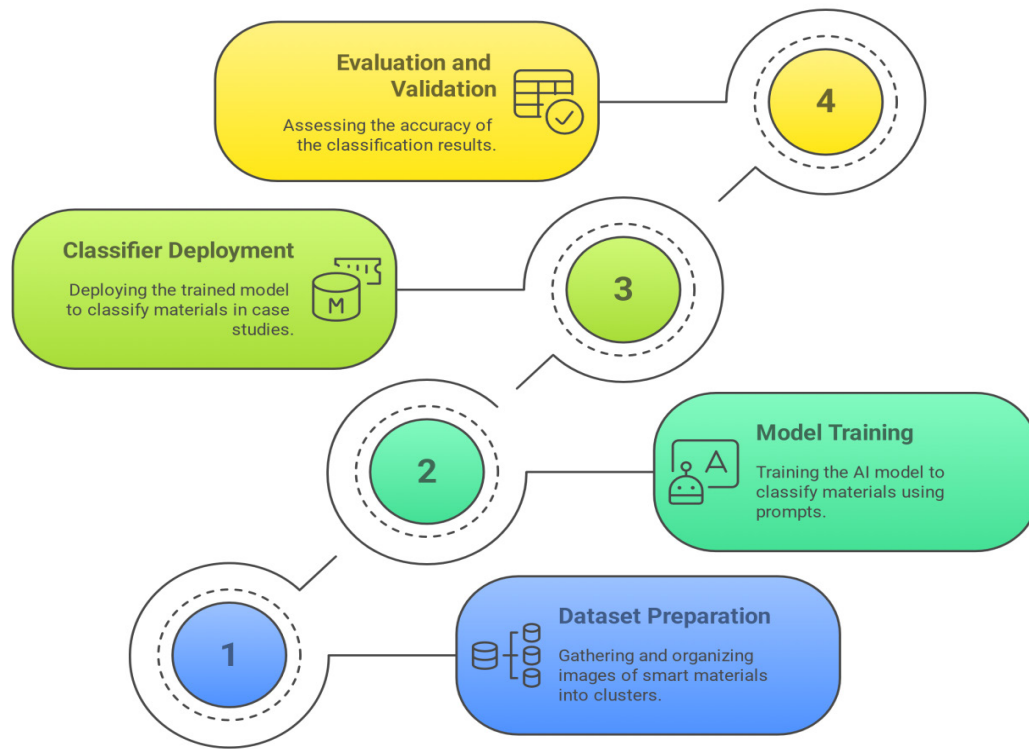 Evaluation and
Validation
Assessing the accuracy of
the classification results.
4
Classifier Deployment
Deploying the trained model
to classify materials in case
studies.
M
3
2
Model Training
A
Training the AI model to
classify materials using
prompts.
1
Dataset Preparation
Gathering and organizing
images of smart materials
into clusters.